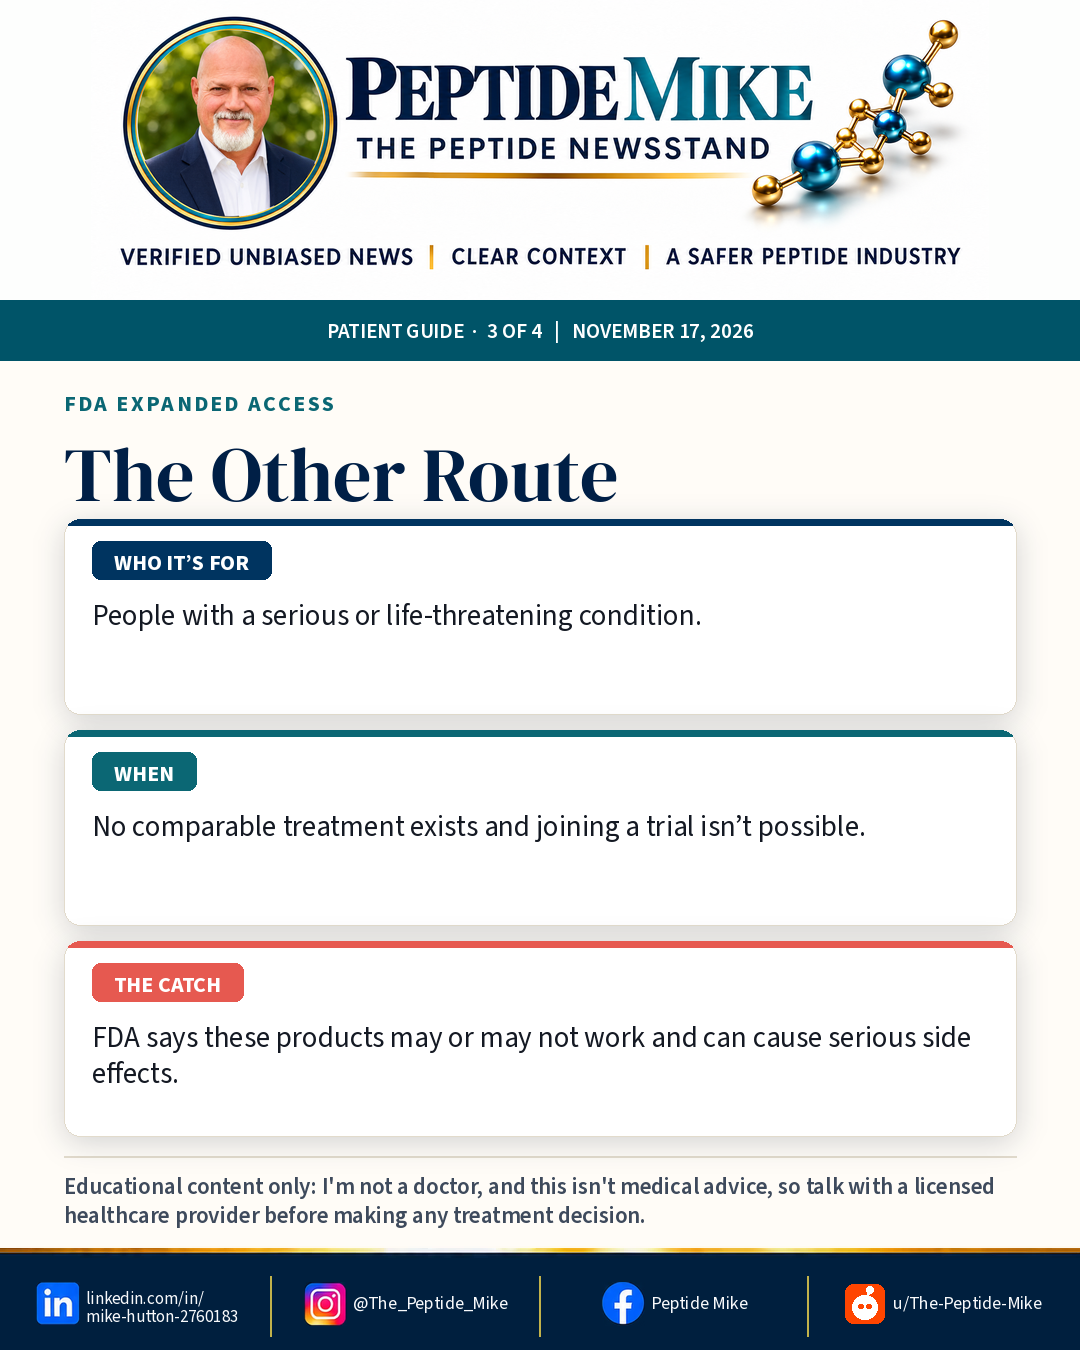 PEPTIDEMIKE
THE PEPTIDE NEWSSTAND
VERIFIED UNBIASED NEWS | CLEAR CONTEXT | A SAFER PEPTIDE INDUSTRY
PATIENT GUIDE · 3 OF 4 | NOVEMBER 17, 2026
FDA EXPANDED ACCESS
The Other Route
WHO IT’S FOR
People with a serious or life-threatening condition.
WHEN
No comparable treatment exists and joining a trial isn’t possible.
THE CATCH
FDA says these products may or may not work and can cause serious side
effects.
Educational content only: I'm not a doctor, and this isn't medical advice, so talk with a licensed
healthcare provider before making any treatment decision.
linkedin.com/in/
mike-hutton-2760183
@The_Peptide_Mike
Peptide Mike
u/The-Peptide-Mike